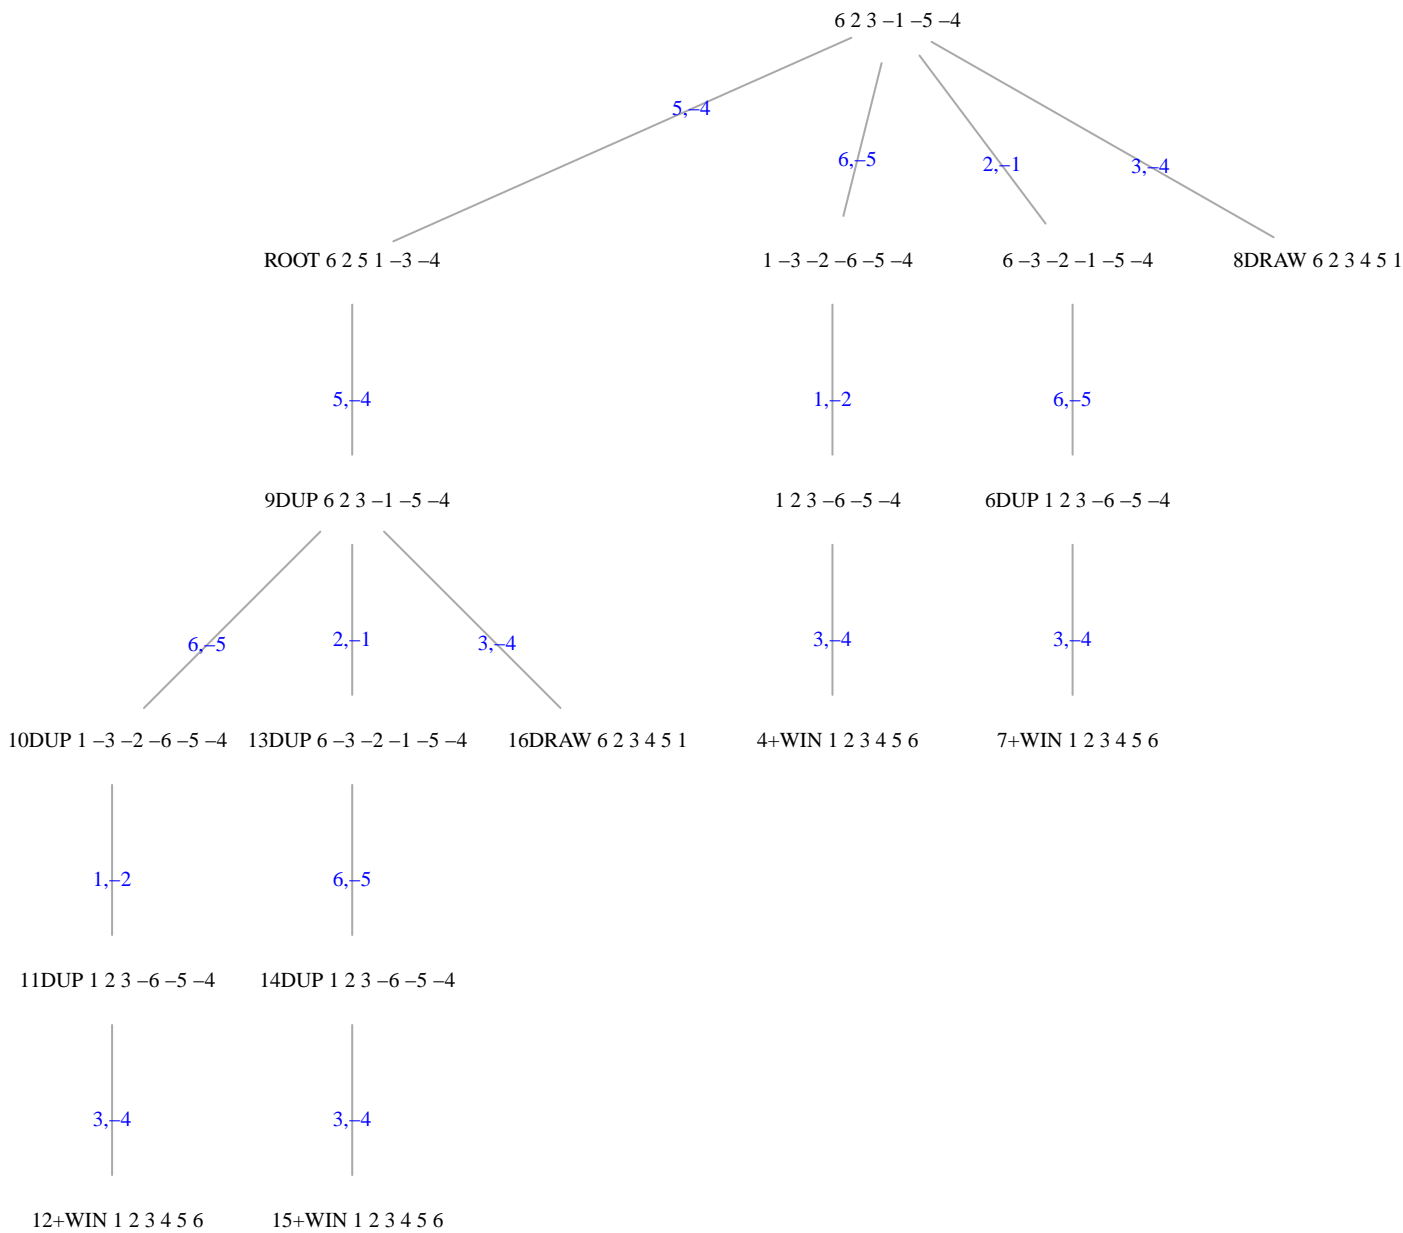 6 2 3 –1 –5 –4
5,–4
6,–5
2,–1
3,–4
ROOT 6 2 5 1 –3 –4
1 –3 –2 –6 –5 –4
6 –3 –2 –1 –5 –4
8DRAW 6 2 3 4 5 1
5,–4
1,–2
6,–5
9DUP 6 2 3 –1 –5 –4
1 2 3 –6 –5 –4
6DUP 1 2 3 –6 –5 –4
6,–5
2,–1
3,–4
3,–4
3,–4
10DUP 1 –3 –2 –6 –5 –4
13DUP 6 –3 –2 –1 –5 –4
16DRAW 6 2 3 4 5 1
4+WIN 1 2 3 4 5 6
7+WIN 1 2 3 4 5 6
1,–2
6,–5
11DUP 1 2 3 –6 –5 –4
14DUP 1 2 3 –6 –5 –4
3,–4
3,–4
12+WIN 1 2 3 4 5 6
15+WIN 1 2 3 4 5 6